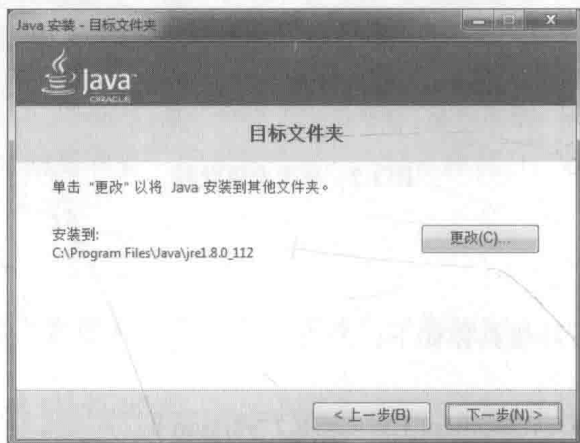 Java 安装 - 目标文件夹
Java
ORACLE
目标文件夹
单击 "更改" 以将 Java 安装到其他文件夹。
安装到:
C:\Program Files\Java\jre1.8.0_112
更改(C)...
< 上一步(B)
下一步(N) >